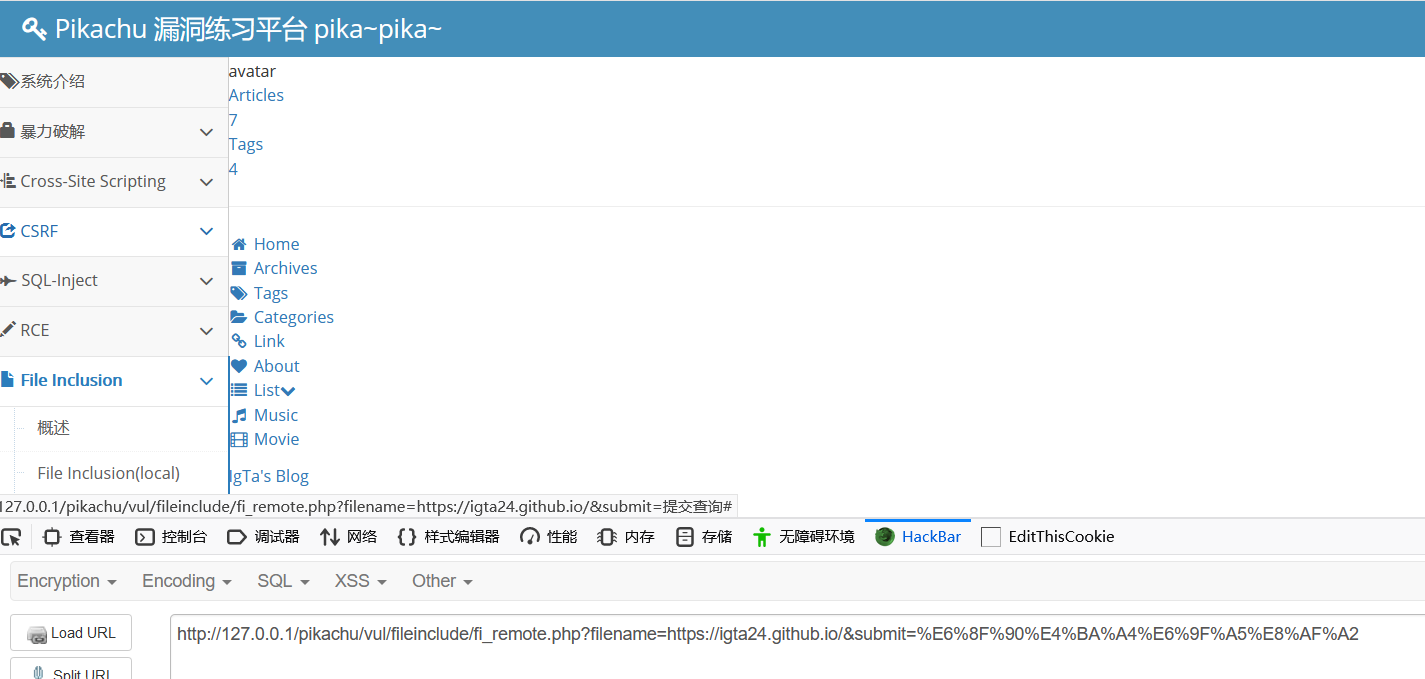 Pikachu 漏洞练习平台 pika~pika~
系统介绍
暴力破解
Cross-Site Scripting
CSRF
SQL-Inject
RCE
File Inclusion
概述
File Inclusion(local)
avatar
Articles
7
Tags
4
Home
Archives
Tags
Categories
Link
About
List
Music
Movie
IgTa's Blog
127.0.0.1/pikachu/vul/fileinclude/fi_remote.php?filename=https://igta24.github.io/&submit=提交查询#
查看器 控制台 调试器 网络 样式编辑器 性能 内存 存储 无障碍环境 HackBar EditThisCookie
Encryption Encoding SQL XSS Other
Load URL
http://127.0.0.1/pikachu/vul/fileinclude/fi_remote.php?filename=https://igta24.github.io/&submit=%E6%8F%90%E4%BA%A4%E6%9F%A5%E8%AF%A2
Split URL